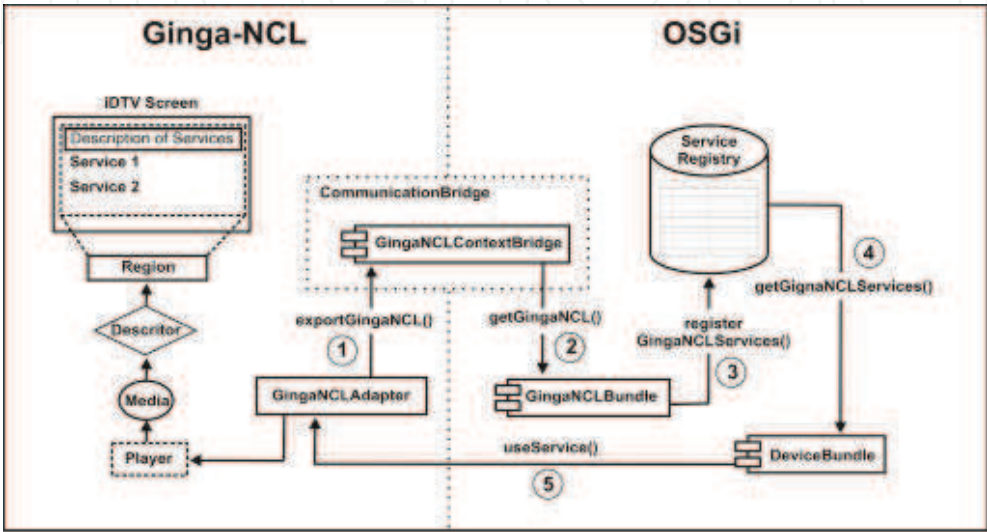 Ginga-NCL
OSGi
iDTV Screen
Description of Services
Service 1
Service 2
Region
Descritor
Media
Player
CommunicationBridge
GingaNCLContextBridge
exportGingaNCL()
1
GingaNCLAdapter
getGingaNCL()
2
GingaNCLBundle
Service
Registry
register
GingaNCLServices()
3
4
getGignaNCLServices()
DeviceBundle
useService()
5